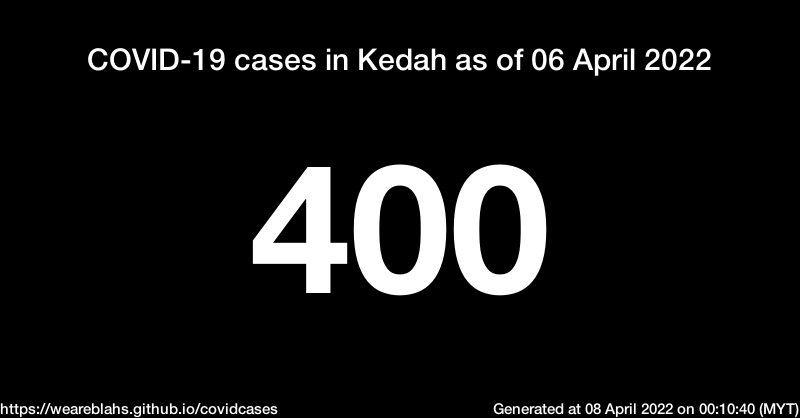 COVID-19 cases in Kedah as of 06 April 2022
400
https://weareblahs.github.io/covidcases
Generated at 08 April 2022 on 00:10:40 (MYT)